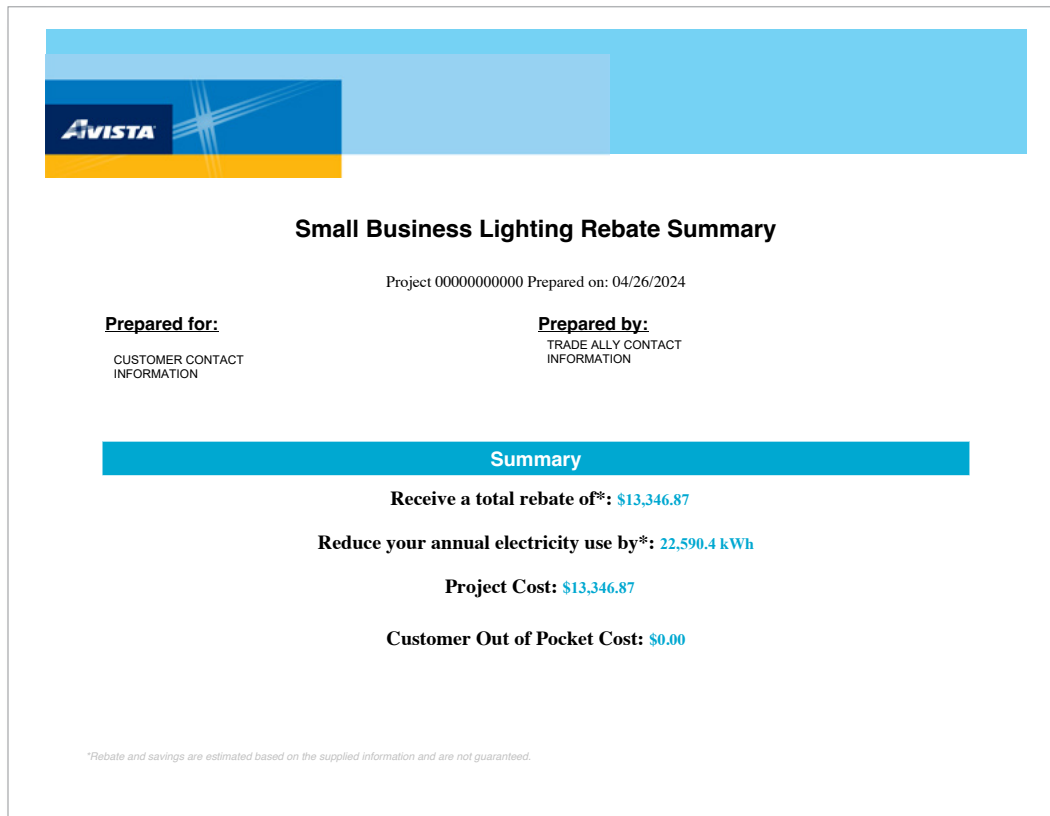 AVISTA
Small Business Lighting Rebate Summary
Project 00000000000 Prepared on: 04/26/2024
Prepared for:
CUSTOMER CONTACT
INFORMATION
Prepared by:
TRADE ALLY CONTACT
INFORMATION
Summary
Receive a total rebate of*: $13,346.87
Reduce your annual electricity use by*: 22,590.4 kWh
Project Cost: $13,346.87
Customer Out of Pocket Cost: $0.00
*Rebate and savings are estimated based on the supplied information and are not guaranteed.